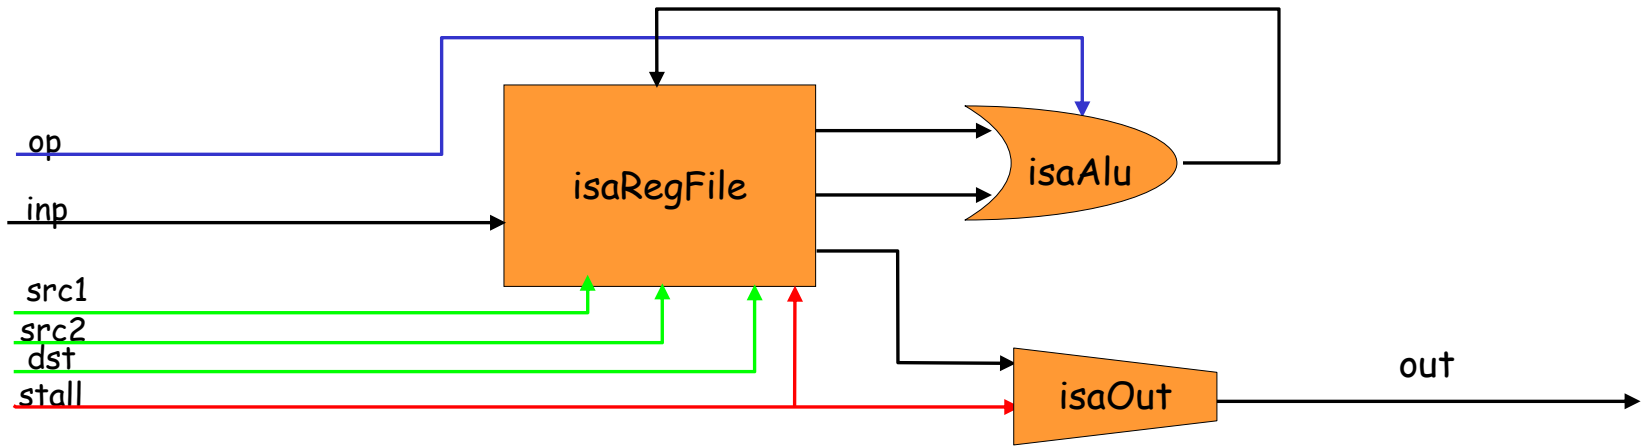 op
inp
src1
src2
dst
stall
isaRegFile
isaAlu
isaOut
out